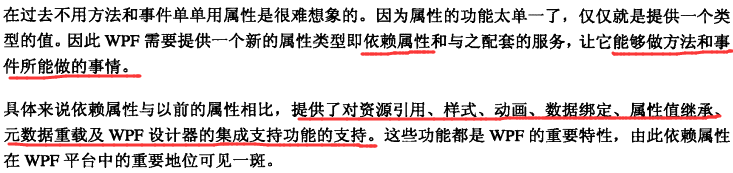 在过去不用方法和事件单单用属性是很难想象的。因为属性的功能太单一了，仅仅就是提供一个类
型的值。因此 WPF 需要提供一个新的属性类型即依赖属性和与之配套的服务，让它能够做方法和事
件所能做的事情。
具体来说依赖属性与以前的属性相比，提供了对资源引用、样式、动画、数据绑定、属性值继承、
元数据重载及 WPF 设计器的集成支持功能的支持。这些功能都是 WPF 的重要特性，由此依赖属性
在 WPF 平台中的重要地位可见一斑。